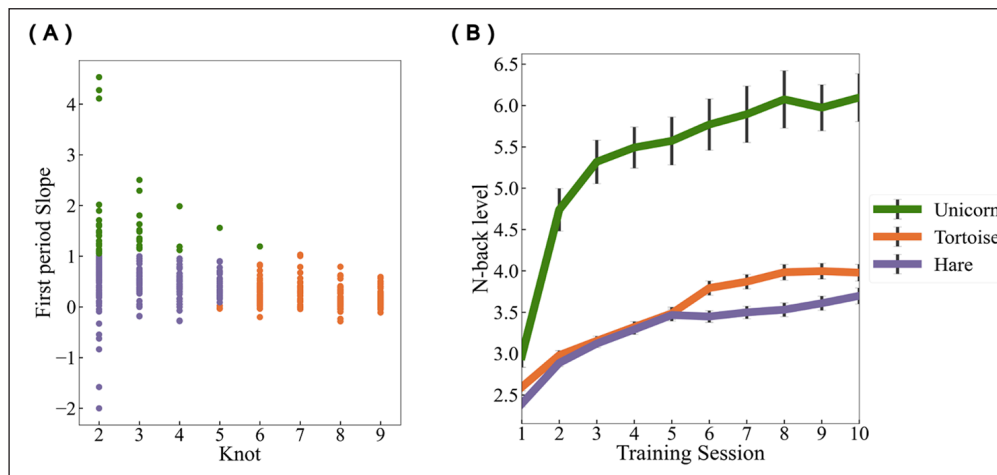 ( A )
First period Slope
4
3
2
1
0
−1
−2
2 3 4 5 6 7 8 9
Knot
( B )
N-back level
6.5
6.0
5.5
5.0
4.5
4.0
3.5
3.0
2.5
1 2 3 4 5 6 7 8 9 10
Training Session
Unicorn
Tortoise
Hare